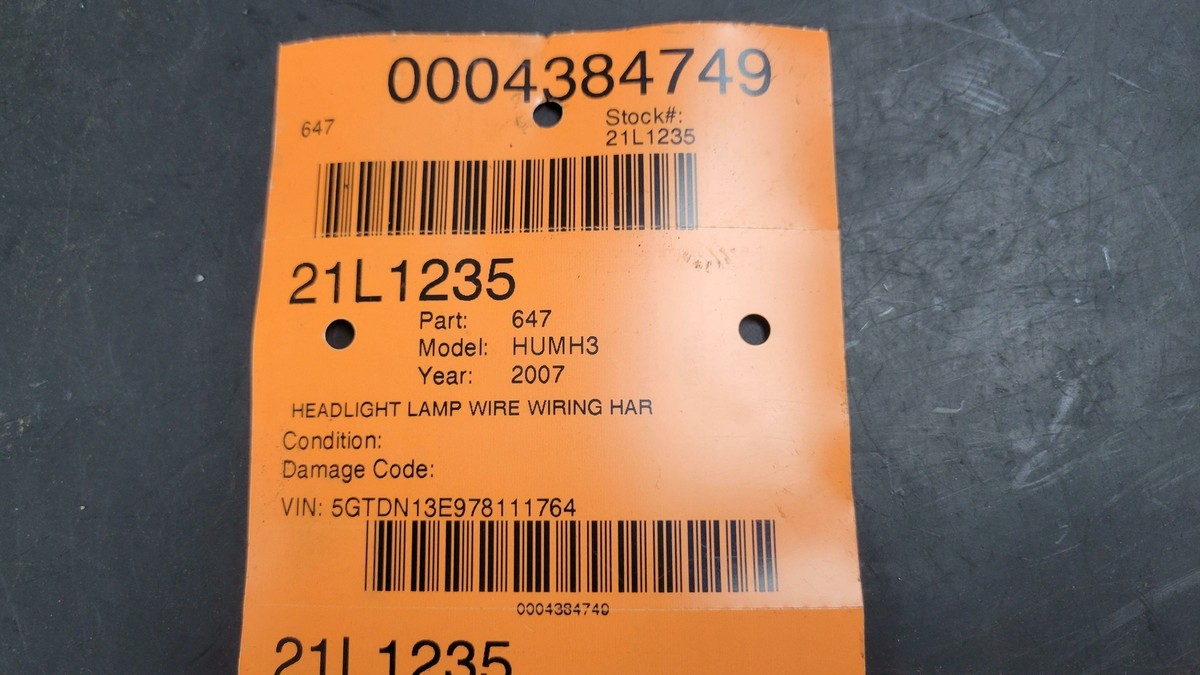 0004384749
647
Stock#:
21L1235
21L1235
Part: 647
Model: HUMH3
Year: 2007
HEADLIGHT LAMP WIRE WIRING HAR
Condition:
Damage Code:
VIN: 5GTDN13E978111764
0004384749
21L1235